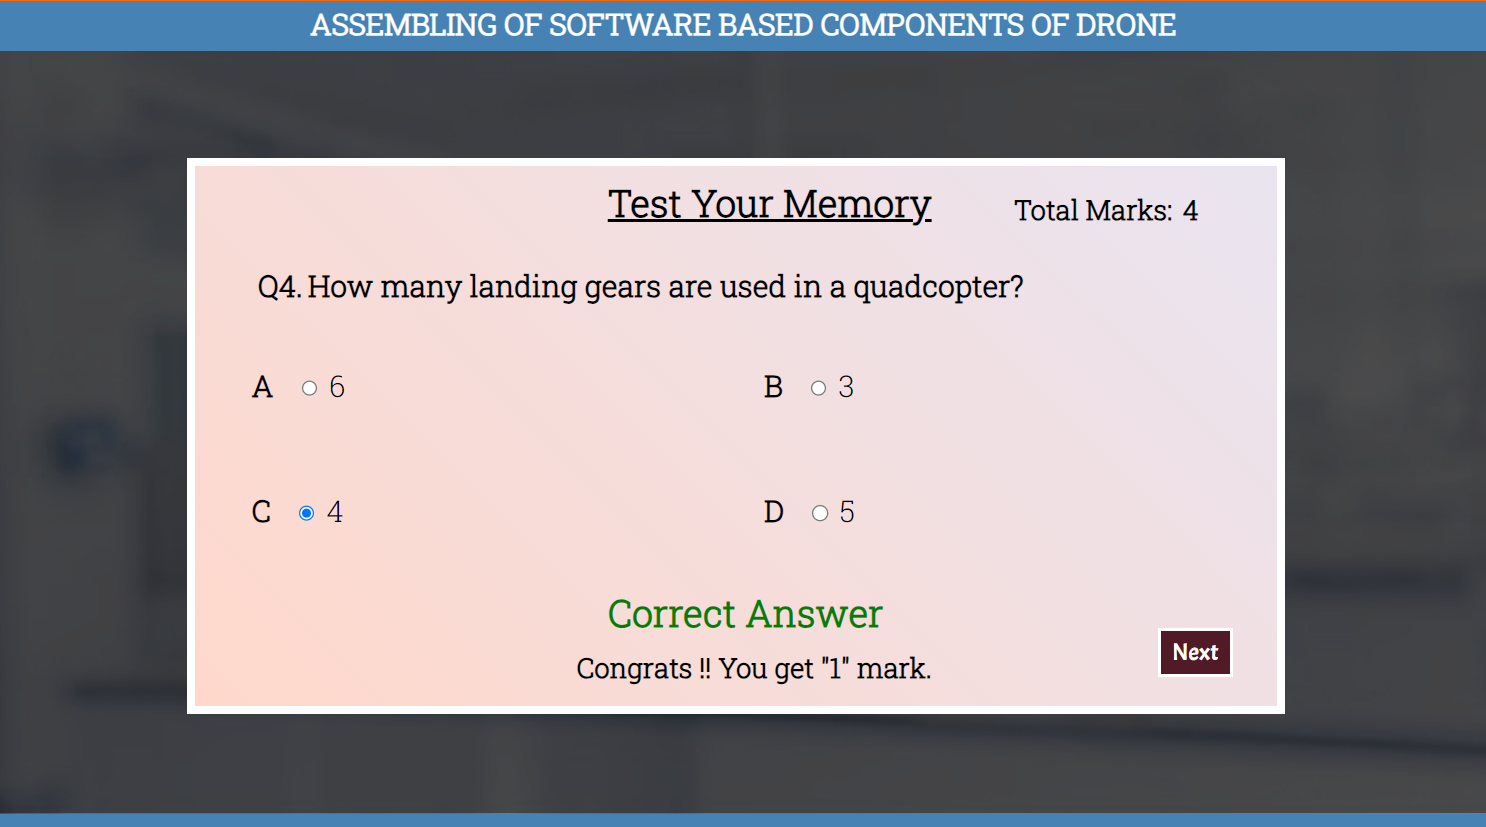 ASSEMBLING OF SOFTWARE BASED COMPONENTS OF DRONE
Test Your Memory
Total Marks: 4
Q4. How many landing gears are used in a quadcopter?
A 6
B 3
C 4
D 5
Correct Answer
Congrats !! You get "1" mark.
Next